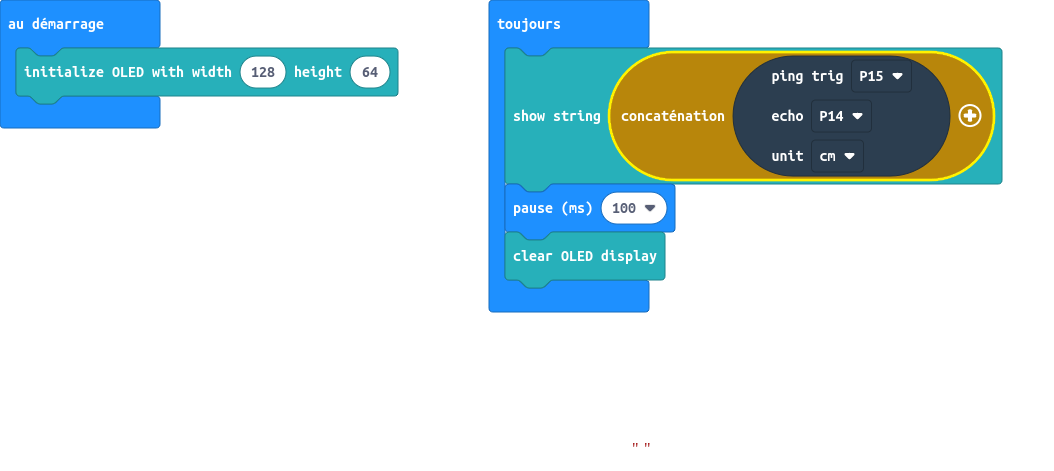 au démarrage
initialize OLED with width 128 height 64
toujours
show string concaténation
ping trig P15
echo P14
unit cm
pause (ms) 100
clear OLED display
" "